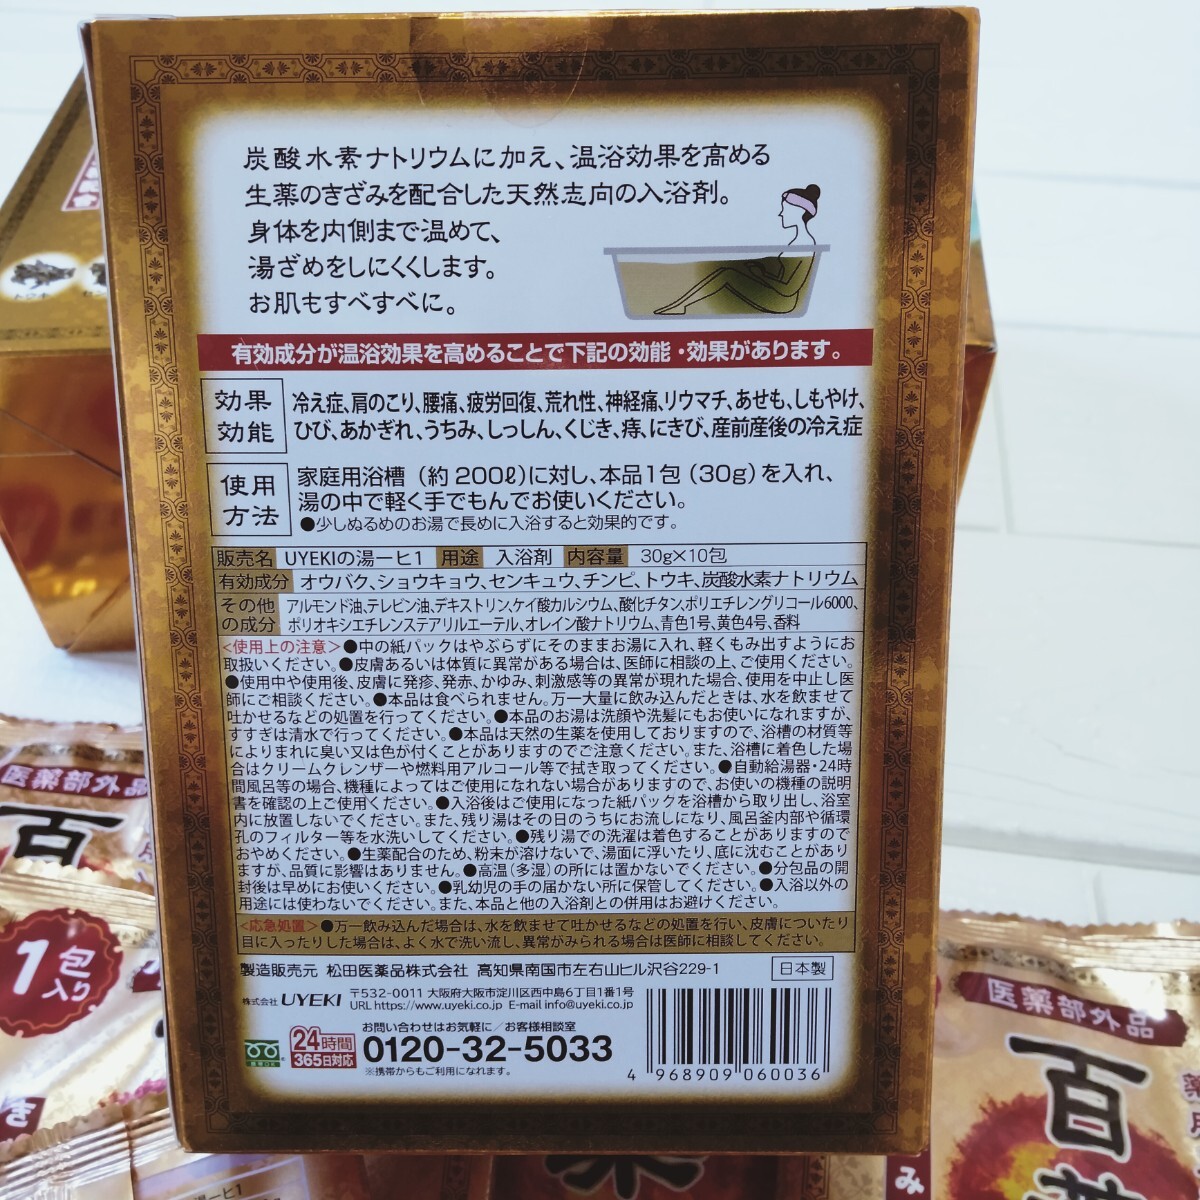 炭酸水素ナトリウムに加え、温浴効果を高める
生薬のきざみを配合した天然志向の入浴剤。
身体を内側まで温めて、
湯ざめをしにくくします。
お肌もすべすべに。
有効成分が温浴効果を高めることで下記の効能・効果があります。
効果
効能
冷え症、肩のこり、腰痛、疲労回復、荒れ性、神経痛、リウマチ、あせも、しもやけ、
ひび、あかぎれ、うちみ、しっしん、くじき、痔、にきび、産前産後の冷え症
使用
方法
家庭用浴槽（約200ℓ）に対し、本品1包（30g）を入れ、
湯の中で軽く手でもんでお使いください。
●少しぬるめのお湯で長めに入浴すると効果的です。
販売名 UYEKIの湯ーヒ1 用途 入浴剤 内容量 30g×10包
有効成分 オウバク、ショウキョウ、センキュウ、チンピ、トウキ、炭酸水素ナトリウム
その他
の成分
アルモンド油、テレビン油、デキストリン、ケイ酸カルシウム、酸化チタン、ポリエチレングリコール6000、
ポリオキシエチレンステアリルエーテル、オレイン酸ナトリウム、青色1号、黄色4号、香料
<使用上の注意>●中の紙パックはやぶらずにそのままお湯に入れ、軽くもみ出すようにお
取扱いください。●皮膚あるいは体質に異常がある場合は、医師に相談の上、ご使用ください。
●使用中や使用後、皮膚に発疹、発赤、かゆみ、刺激感等の異常が現れた場合、使用を中止し医
師にご相談ください。●本品は食べられません。万一大量に飲み込んだときは、水を飲ませて
吐かせるなどの処置を行ってください。●本品のお湯は洗顔や洗髪にもお使いになれますが、
すすぎは清水で行ってください。●本品は天然の生薬を使用しておりますので、浴槽の材質等
によりまれに臭い又は色が付くことがありますのでご注意ください。また、浴槽に着色した場
合はクリームクレンザーや燃料用アルコール等で拭き取ってください。●自動給湯器・24時
間風呂等の場合、機種によってはご使用になれない場合がありますので、お使いの機種の説明
書を確認の上ご使用ください。●入浴後はご使用になった紙パックを浴槽から取り出し、浴室
内に放置しないでください。また、残り湯はその日のうちにお流しになり、風呂釜内部や循環
孔のフィルター等を水洗いしてください。●残り湯での洗濯は着色することがありますので
おやめください。●生薬配合のため、粉末が溶けないで、湯面に浮いたり、底に沈むことがあり
ますが、品質に影響はありません。●高温（多湿）の所には置かないでください。●分包品の開
封後は早めにお使いください。●乳幼児の手の届かない所に保管してください。●入浴以外の
用途には使わないでください。また、本品と他の入浴剤との併用はお避けください。
<応急処置>●万一飲み込んだ場合は、水を飲ませて吐かせるなどの処置を行い、皮膚についたり
目に入ったりした場合は、よく水で洗い流し、異常がみられる場合は医師に相談してください。
製造販売元 松田医薬品株式会社 高知県南国市左右山ヒル沢谷229-1
日本製
株式会社 UYEKI 〒532-0011 大阪府大阪市淀川区西中島6丁目1番1号
URL https://www.uyeki.co.jp E-mail info@uyeki.co.jp
24時間
365日対応
お問い合わせはお気軽に／お客様相談室
0120-32-5033
※携帯からもご利用になれます。
4 968909 060036
医薬部外品
百
1包
入り
き
の湯ーヒ1
医薬部外品
百
薬
み